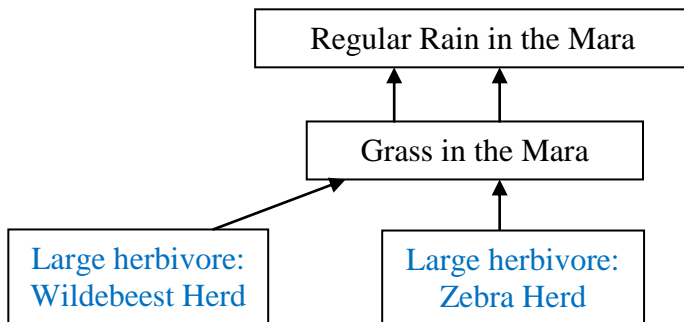 Regular Rain in the Mara
Grass in the Mara
Large herbivore:
Wildebeest Herd
Large herbivore:
Zebra Herd